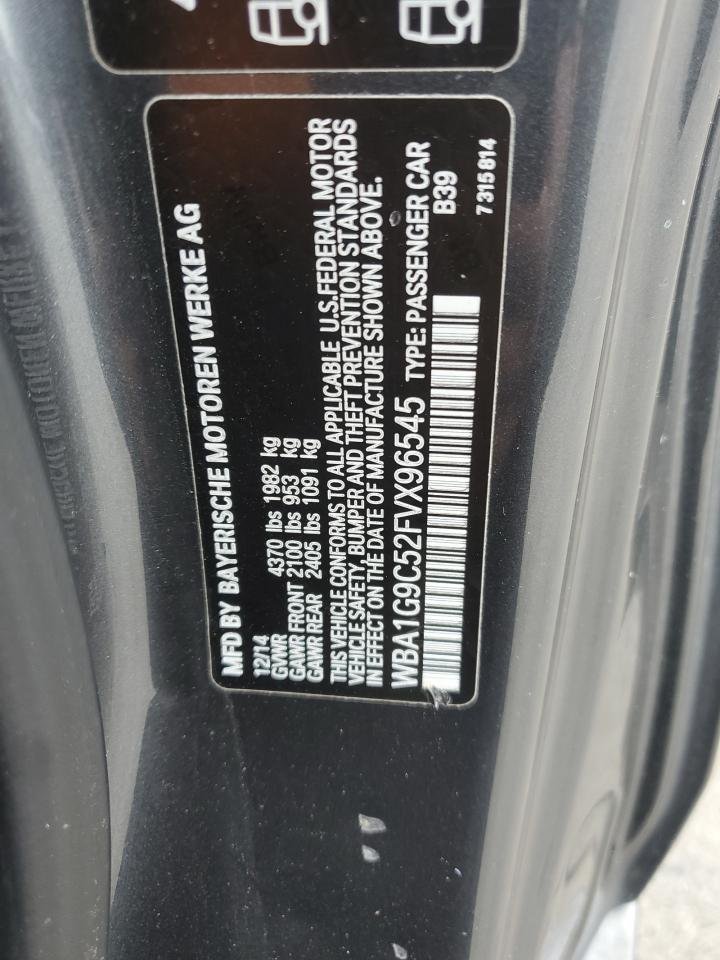 MFD BY BAYERISCHE MOTOREN WERKE AG
12/14
GVWR 4370 lbs 1982 kg
GAWR FRONT 2100 lbs 953 kg
GAWR REAR 2405 lbs 1091 kg
THIS VEHICLE CONFORMS TO ALL APPLICABLE U.S.FEDERAL MOTOR
VEHICLE SAFETY, BUMPER AND THEFT PREVENTION STANDARDS
IN EFFECT ON THE DATE OF MANUFACTURE SHOWN ABOVE.
WBA1G9C52FVX96545 TYPE: PASSENGER CAR
B39
7 315 814